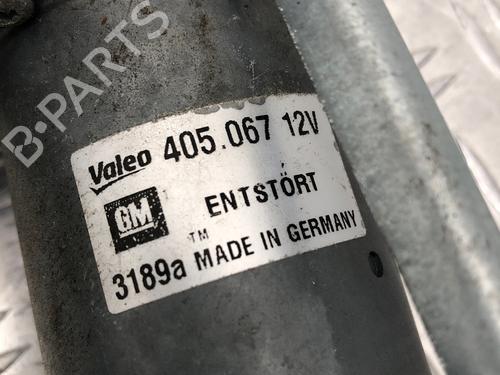 B-PARTS
Valeo 405.067 12V
GM ENTSTÖRT
3189a ™ MADE IN GERMANY